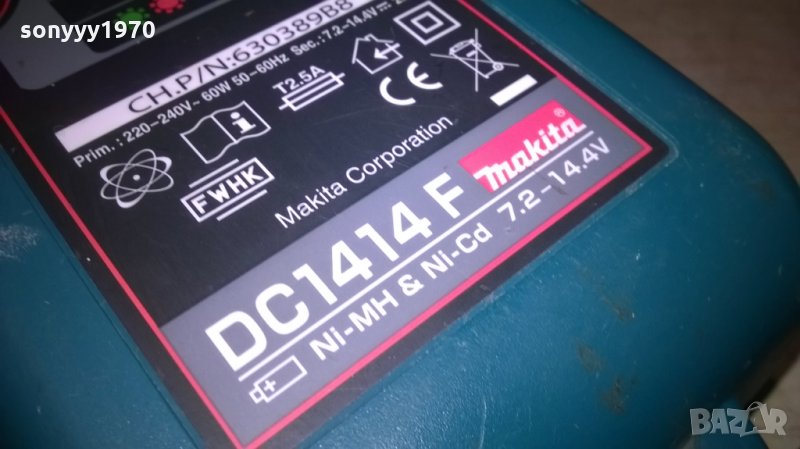 sonyyy1970
CH.P/N:630389B8
Prim.: 220-240V~ 60W 50-60Hz Sec.: 7.2-14.4V
T2.5A
i
CE
FWHK
Makita Corporation
makita®
DC1414 F
Ni-MH & Ni-Cd 7.2-14.4V
BAZAR